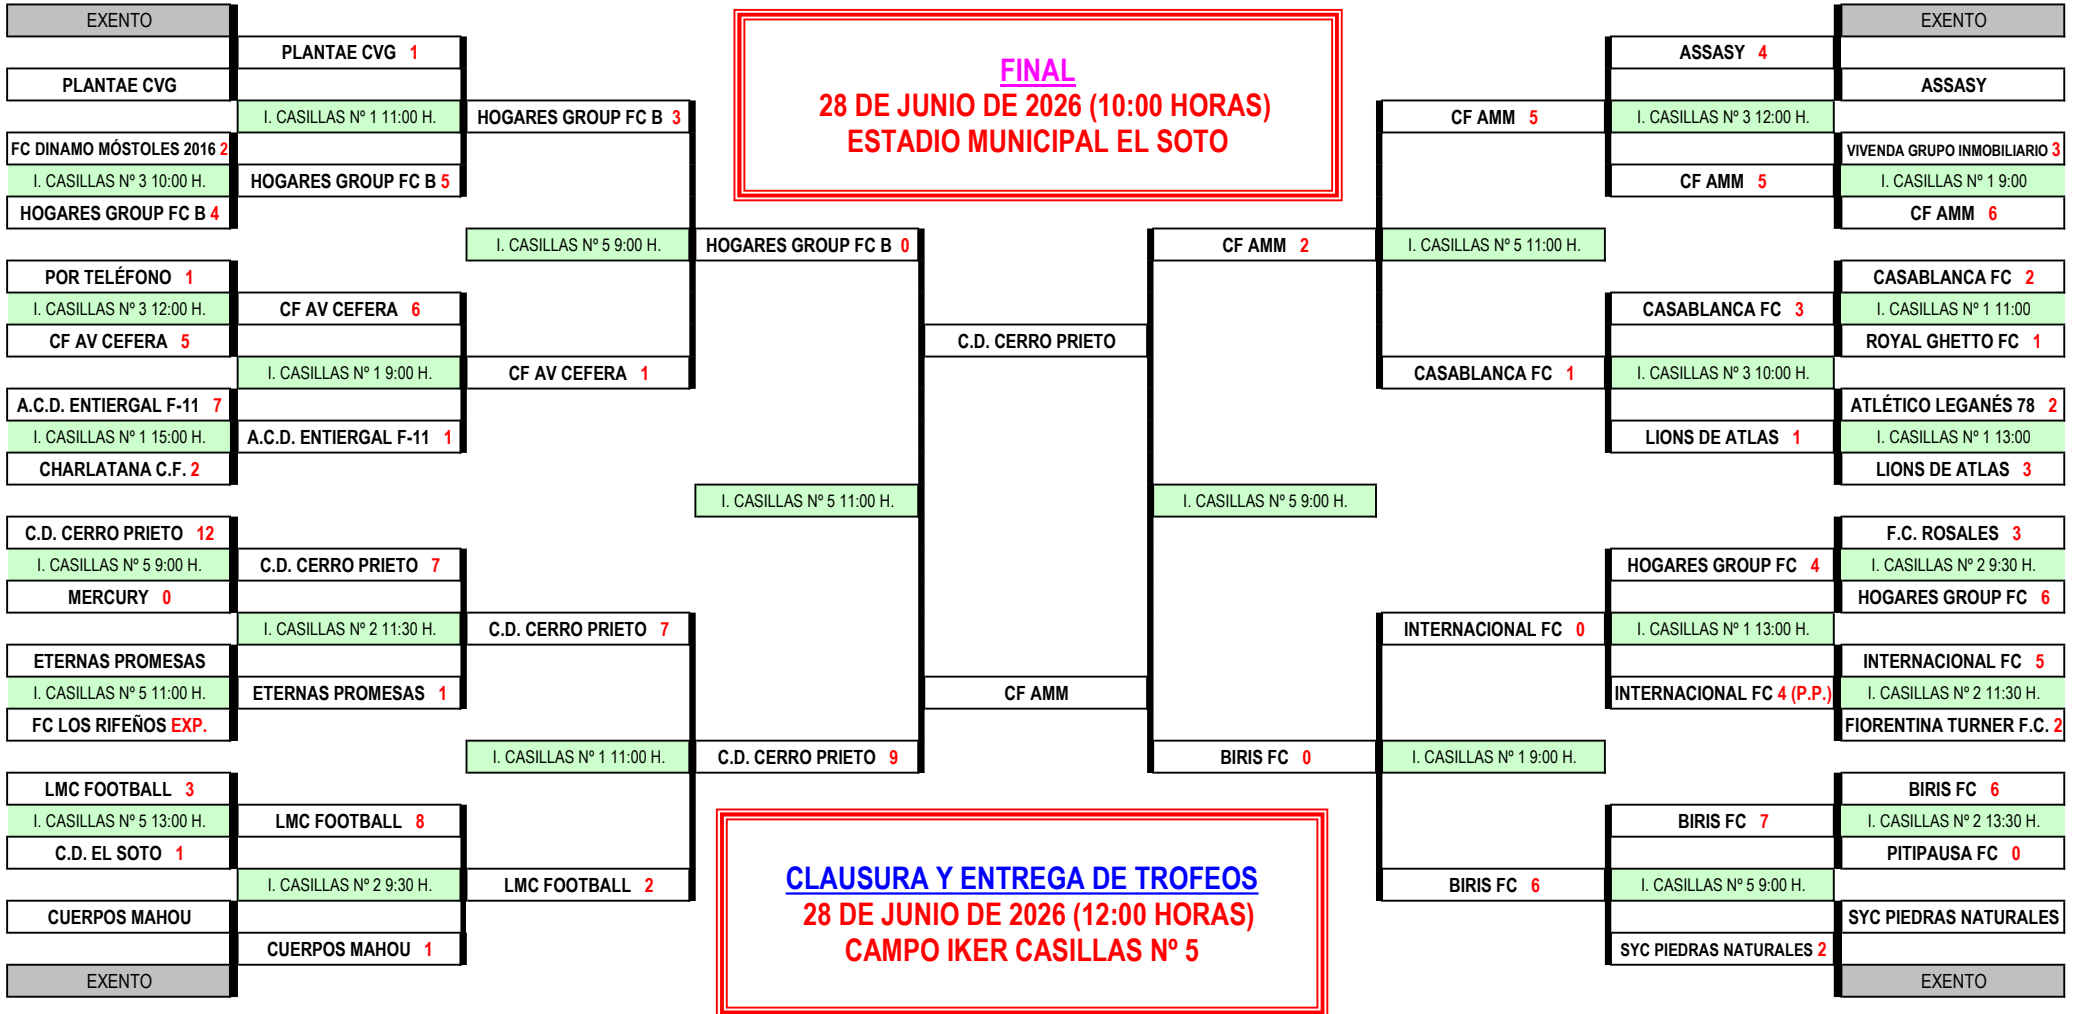 EXENTO
PLANTAE CVG 1
PLANTAE CVG
I. CASILLAS Nº 1 11:00 H.
HOGARES GROUP FC B 3
FC DINAMO MÓSTOLES 2016 2
I. CASILLAS Nº 3 10:00 H.
HOGARES GROUP FC B 5
HOGARES GROUP FC B 4
I. CASILLAS Nº 5 9:00 H.
HOGARES GROUP FC B 0
POR TELÉFONO 1
I. CASILLAS Nº 3 12:00 H.
CF AV CEFERA 6
CF AV CEFERA 5
I. CASILLAS Nº 1 9:00 H.
CF AV CEFERA 1
A.C.D. ENTIERGAL F-11 7
I. CASILLAS Nº 1 15:00 H.
A.C.D. ENTIERGAL F-11 1
CHARLATANA C.F. 2
I. CASILLAS Nº 5 11:00 H.
C.D. CERRO PRIETO 12
I. CASILLAS Nº 5 9:00 H.
C.D. CERRO PRIETO 7
MERCURY 0
I. CASILLAS Nº 2 11:30 H.
C.D. CERRO PRIETO 7
ETERNAS PROMESAS
I. CASILLAS Nº 5 11:00 H.
ETERNAS PROMESAS 1
FC LOS RIFEÑOS EXP.
I. CASILLAS Nº 1 11:00 H.
C.D. CERRO PRIETO 9
LMC FOOTBALL 3
I. CASILLAS Nº 5 13:00 H.
LMC FOOTBALL 8
C.D. EL SOTO 1
I. CASILLAS Nº 2 9:30 H.
LMC FOOTBALL 2
CUERPOS MAHOU
CUERPOS MAHOU 1
EXENTO
FINAL
28 DE JUNIO DE 2026 (10:00 HORAS)
ESTADIO MUNICIPAL EL SOTO
C.D. CERRO PRIETO
CF AMM
CLAUSURA Y ENTREGA DE TROFEOS
28 DE JUNIO DE 2026 (12:00 HORAS)
CAMPO IKER CASILLAS Nº 5
EXENTO
ASSASY 4
ASSASY
CF AMM 5
I. CASILLAS Nº 3 12:00 H.
VIVENDA GRUPO INMOBILIARIO 3
CF AMM 5
I. CASILLAS Nº 1 9:00
CF AMM 6
CF AMM 2
I. CASILLAS Nº 5 11:00 H.
CASABLANCA FC 2
CASABLANCA FC 3
I. CASILLAS Nº 1 11:00
ROYAL GHETTO FC 1
CASABLANCA FC 1
I. CASILLAS Nº 3 10:00 H.
ATLÉTICO LEGANÉS 78 2
LIONS DE ATLAS 1
I. CASILLAS Nº 1 13:00
LIONS DE ATLAS 3
I. CASILLAS Nº 5 9:00 H.
F.C. ROSALES 3
HOGARES GROUP FC 4
I. CASILLAS Nº 2 9:30 H.
HOGARES GROUP FC 6
INTERNACIONAL FC 0
I. CASILLAS Nº 1 13:00 H.
INTERNACIONAL FC 5
INTERNACIONAL FC 4 (P.P.)
I. CASILLAS Nº 2 11:30 H.
FIORENTINA TURNER F.C. 2
BIRIS FC 0
I. CASILLAS Nº 1 9:00 H.
BIRIS FC 6
BIRIS FC 7
I. CASILLAS Nº 2 13:30 H.
PITIPAUSA FC 0
BIRIS FC 6
I. CASILLAS Nº 5 9:00 H.
SYC PIEDRAS NATURALES
SYC PIEDRAS NATURALES 2
EXENTO